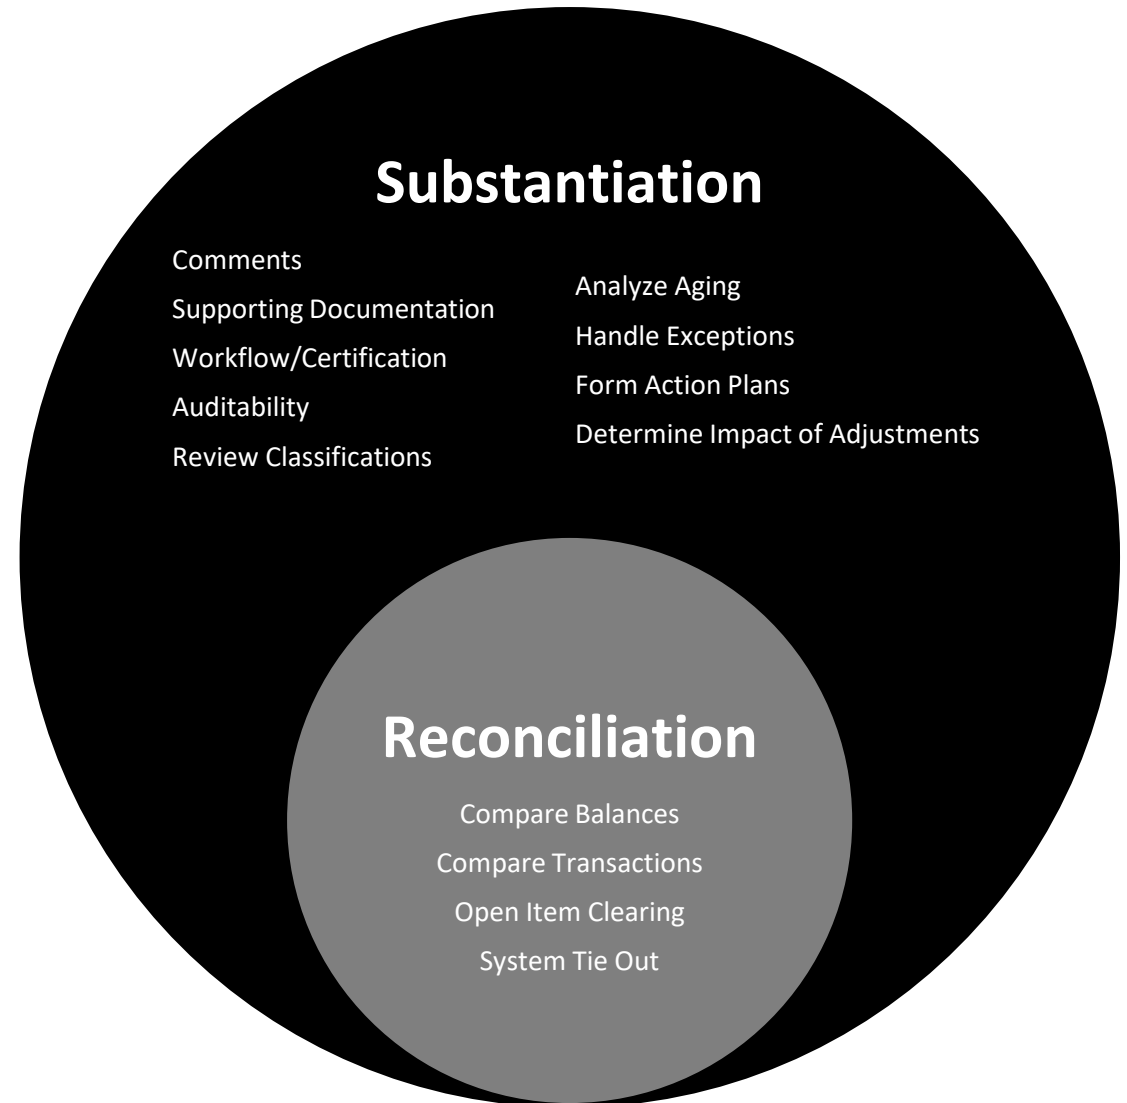 Substantiation
Comments
Supporting Documentation
Workflow/Certification
Auditability
Review Classifications
Analyze Aging
Handle Exceptions
Form Action Plans
Determine Impact of Adjustments
Reconciliation
Compare Balances
Compare Transactions
Open Item Clearing
System Tie Out